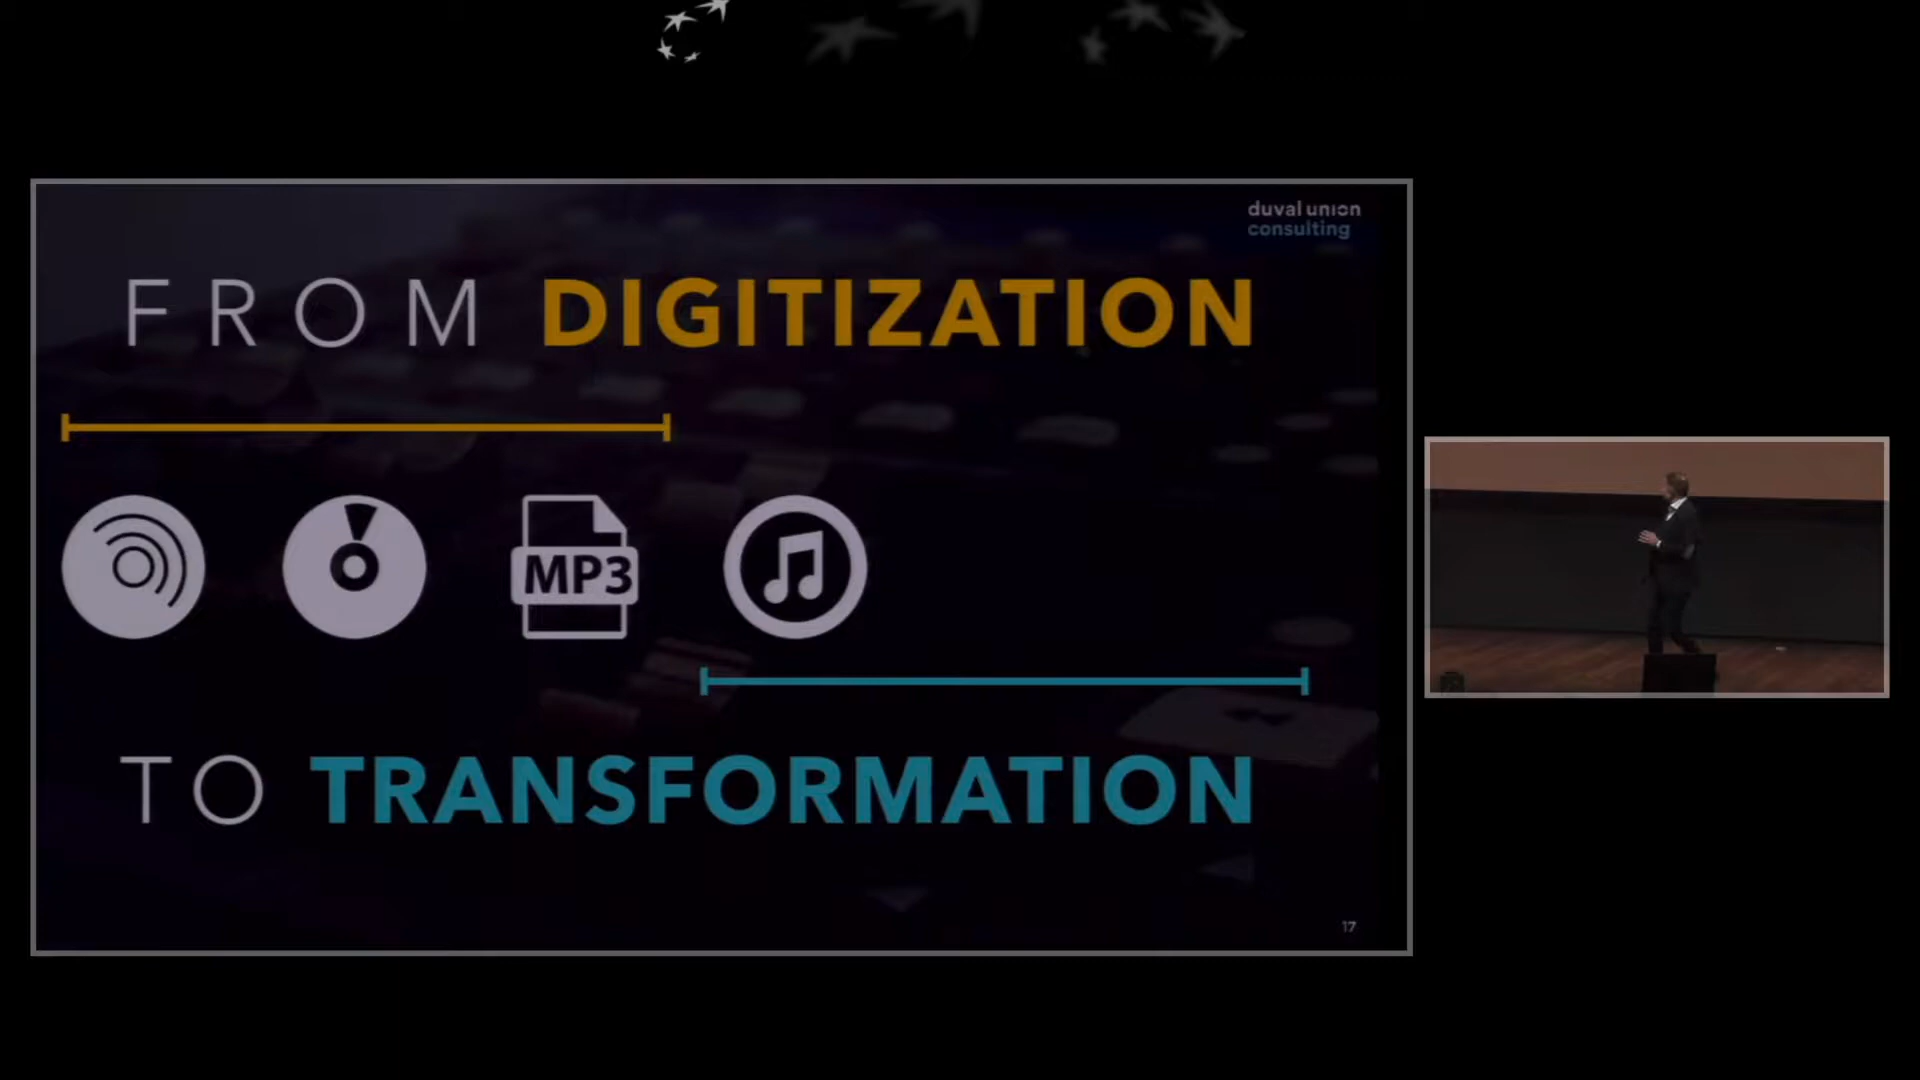 duval union
consulting
FROM DIGITIZATION
MP3
TO TRANSFORMATION
17